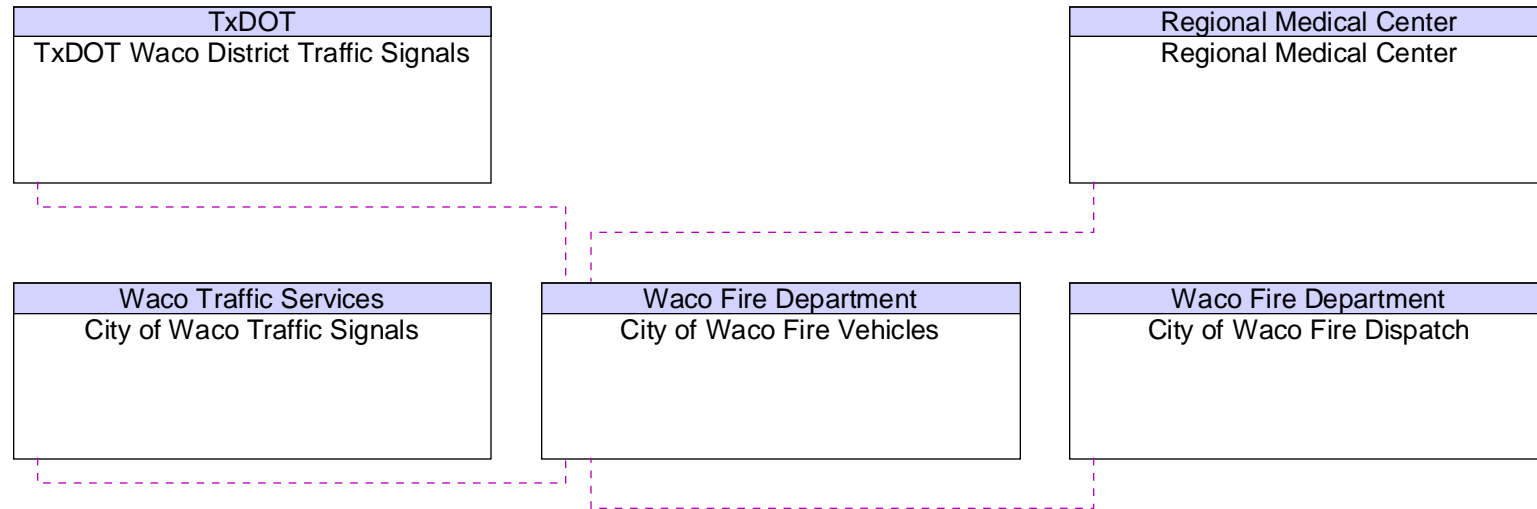 TxDOT
TxDOT Waco District Traffic Signals
Regional Medical Center
Regional Medical Center
Waco Traffic Services
City of Waco Traffic Signals
Waco Fire Department
City of Waco Fire Vehicles
Waco Fire Department
City of Waco Fire Dispatch